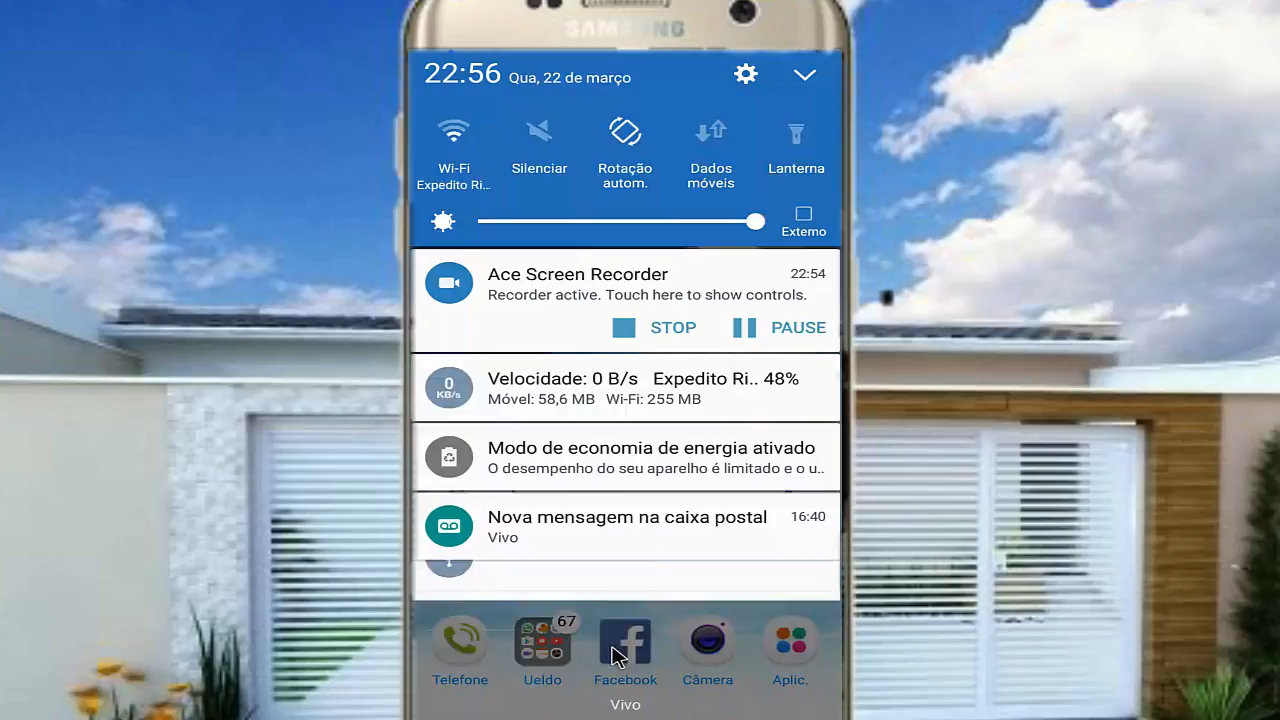 SAMSUNG
22:56 Qua, 22 de março
Wi-Fi
Expedito Ri...
Silenciar
Rotação
autom.
Dados
móveis
Lanterna
Externo
Ace Screen Recorder 22:54
Recorder active. Touch here to show controls.
STOP PAUSE
0
KB/s
Velocidade: 0 B/s Expedito Ri.. 48%
Móvel: 58,6 MB Wi-Fi: 255 MB
Modo de economia de energia ativado
O desempenho do seu aparelho é limitado e o u..
Nova mensagem na caixa postal 16:40
Vivo
67
Telefone
Ueldo
Facebook
Câmera
Aplic.
Vivo